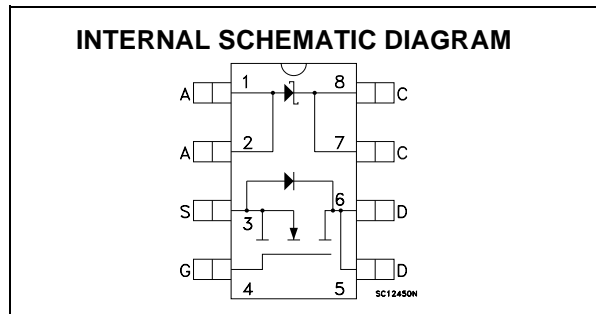 INTERNAL SCHEMATIC DIAGRAM
A 1 8 C
A 2 7 C
S 3 6 D
G 4 5 D
SC12450N